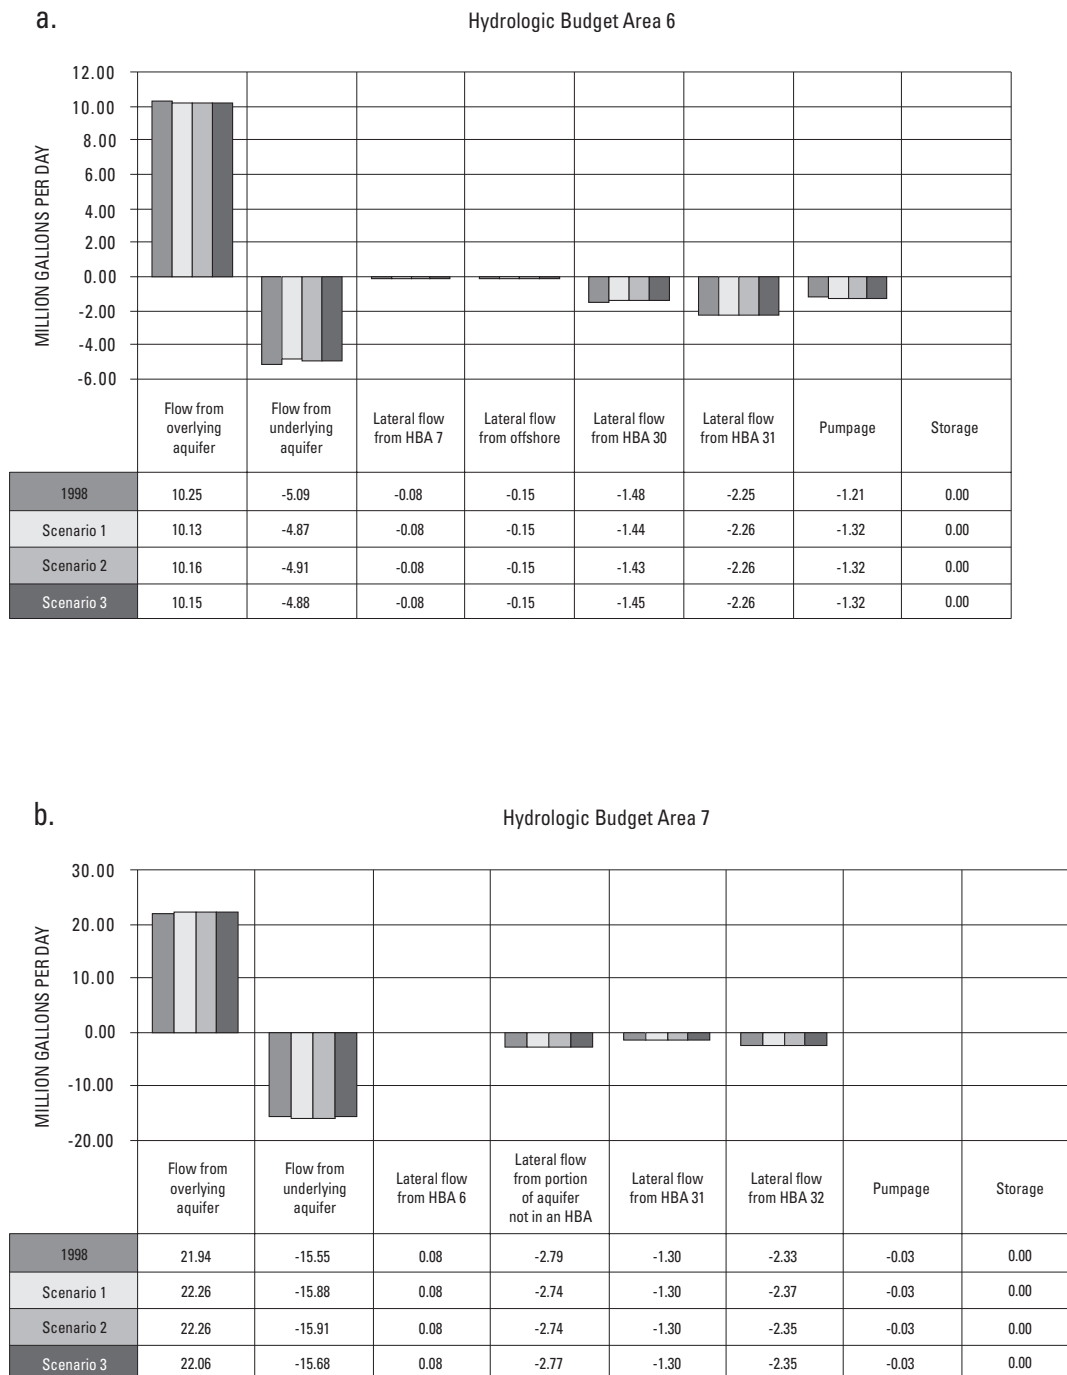 a.
Hydrologic Budget Area 6
MILLION GALLONS PER DAY
12.00
10.00
8.00
6.00
4.00
2.00
0.00
-2.00
-4.00
-6.00
Flow from overlying aquifer
Flow from underlying aquifer
Lateral flow from HBA 7
Lateral flow from offshore
Lateral flow from HBA 30
Lateral flow from HBA 31
Pumpage
Storage
1998 10.25 -5.09 -0.08 -0.15 -1.48 -2.25 -1.21 0.00
Scenario 1 10.13 -4.87 -0.08 -0.15 -1.44 -2.26 -1.32 0.00
Scenario 2 10.16 -4.91 -0.08 -0.15 -1.43 -2.26 -1.32 0.00
Scenario 3 10.15 -4.88 -0.08 -0.15 -1.45 -2.26 -1.32 0.00
b.
Hydrologic Budget Area 7
MILLION GALLONS PER DAY
30.00
20.00
10.00
0.00
-10.00
-20.00
Flow from overlying aquifer
Flow from underlying aquifer
Lateral flow from HBA 6
Lateral flow from portion of aquifer not in an HBA
Lateral flow from HBA 31
Lateral flow from HBA 32
Pumpage
Storage
1998 21.94 -15.55 0.08 -2.79 -1.30 -2.33 -0.03 0.00
Scenario 1 22.26 -15.88 0.08 -2.74 -1.30 -2.37 -0.03 0.00
Scenario 2 22.26 -15.91 0.08 -2.74 -1.30 -2.35 -0.03 0.00
Scenario 3 22.06 -15.68 0.08 -2.77 -1.30 -2.35 -0.03 0.00